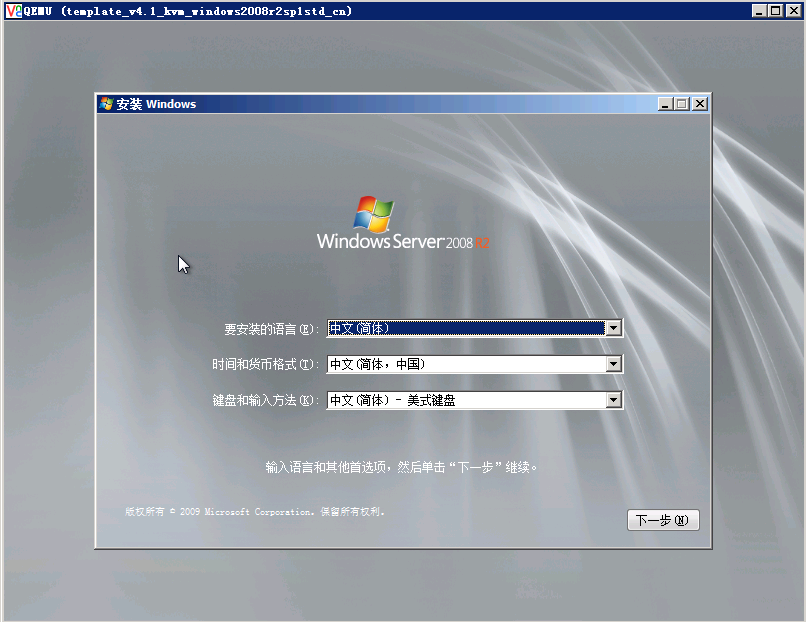 QEMU (template_v4.1_kvm_windows2008r2sp1std_cn)
安装 Windows
Windows Server 2008 R2
要安装的语言(E): 中文(简体)
时间和货币格式(T): 中文(简体，中国)
键盘和输入方法(K): 中文(简体) - 美式键盘
输入语言和其他首选项，然后单击“下一步”继续。
版权所有 © 2009 Microsoft Corporation。保留所有权利。
下一步(N)